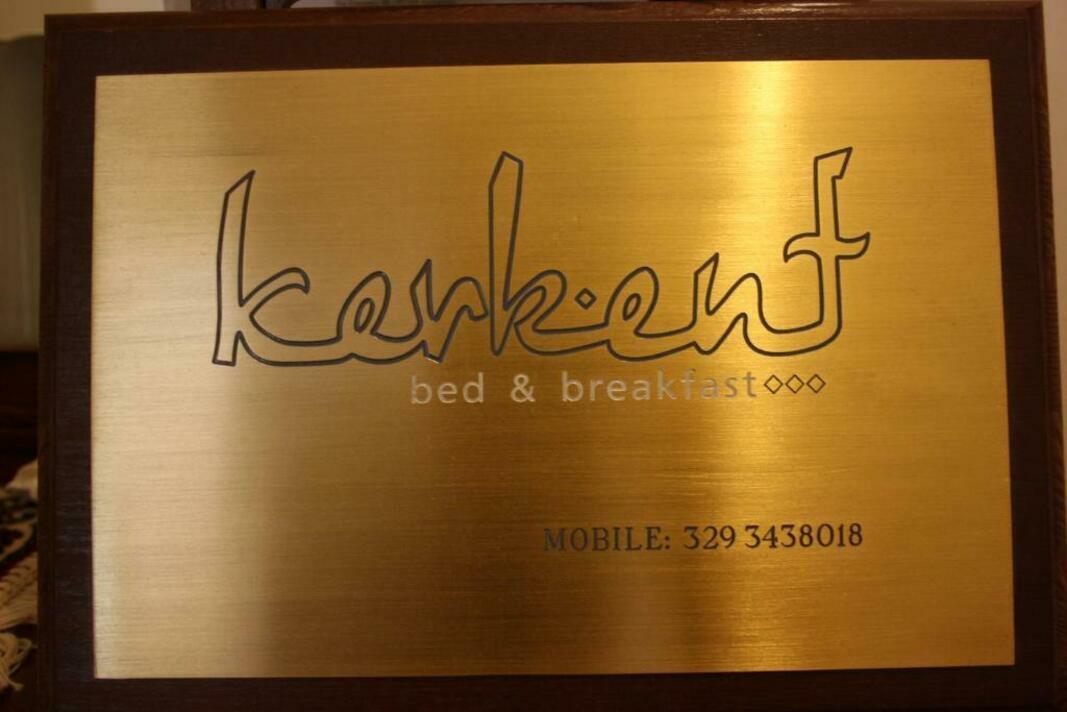 kerkent
bed & breakfast◇◇◇
MOBILE: 329 3438018